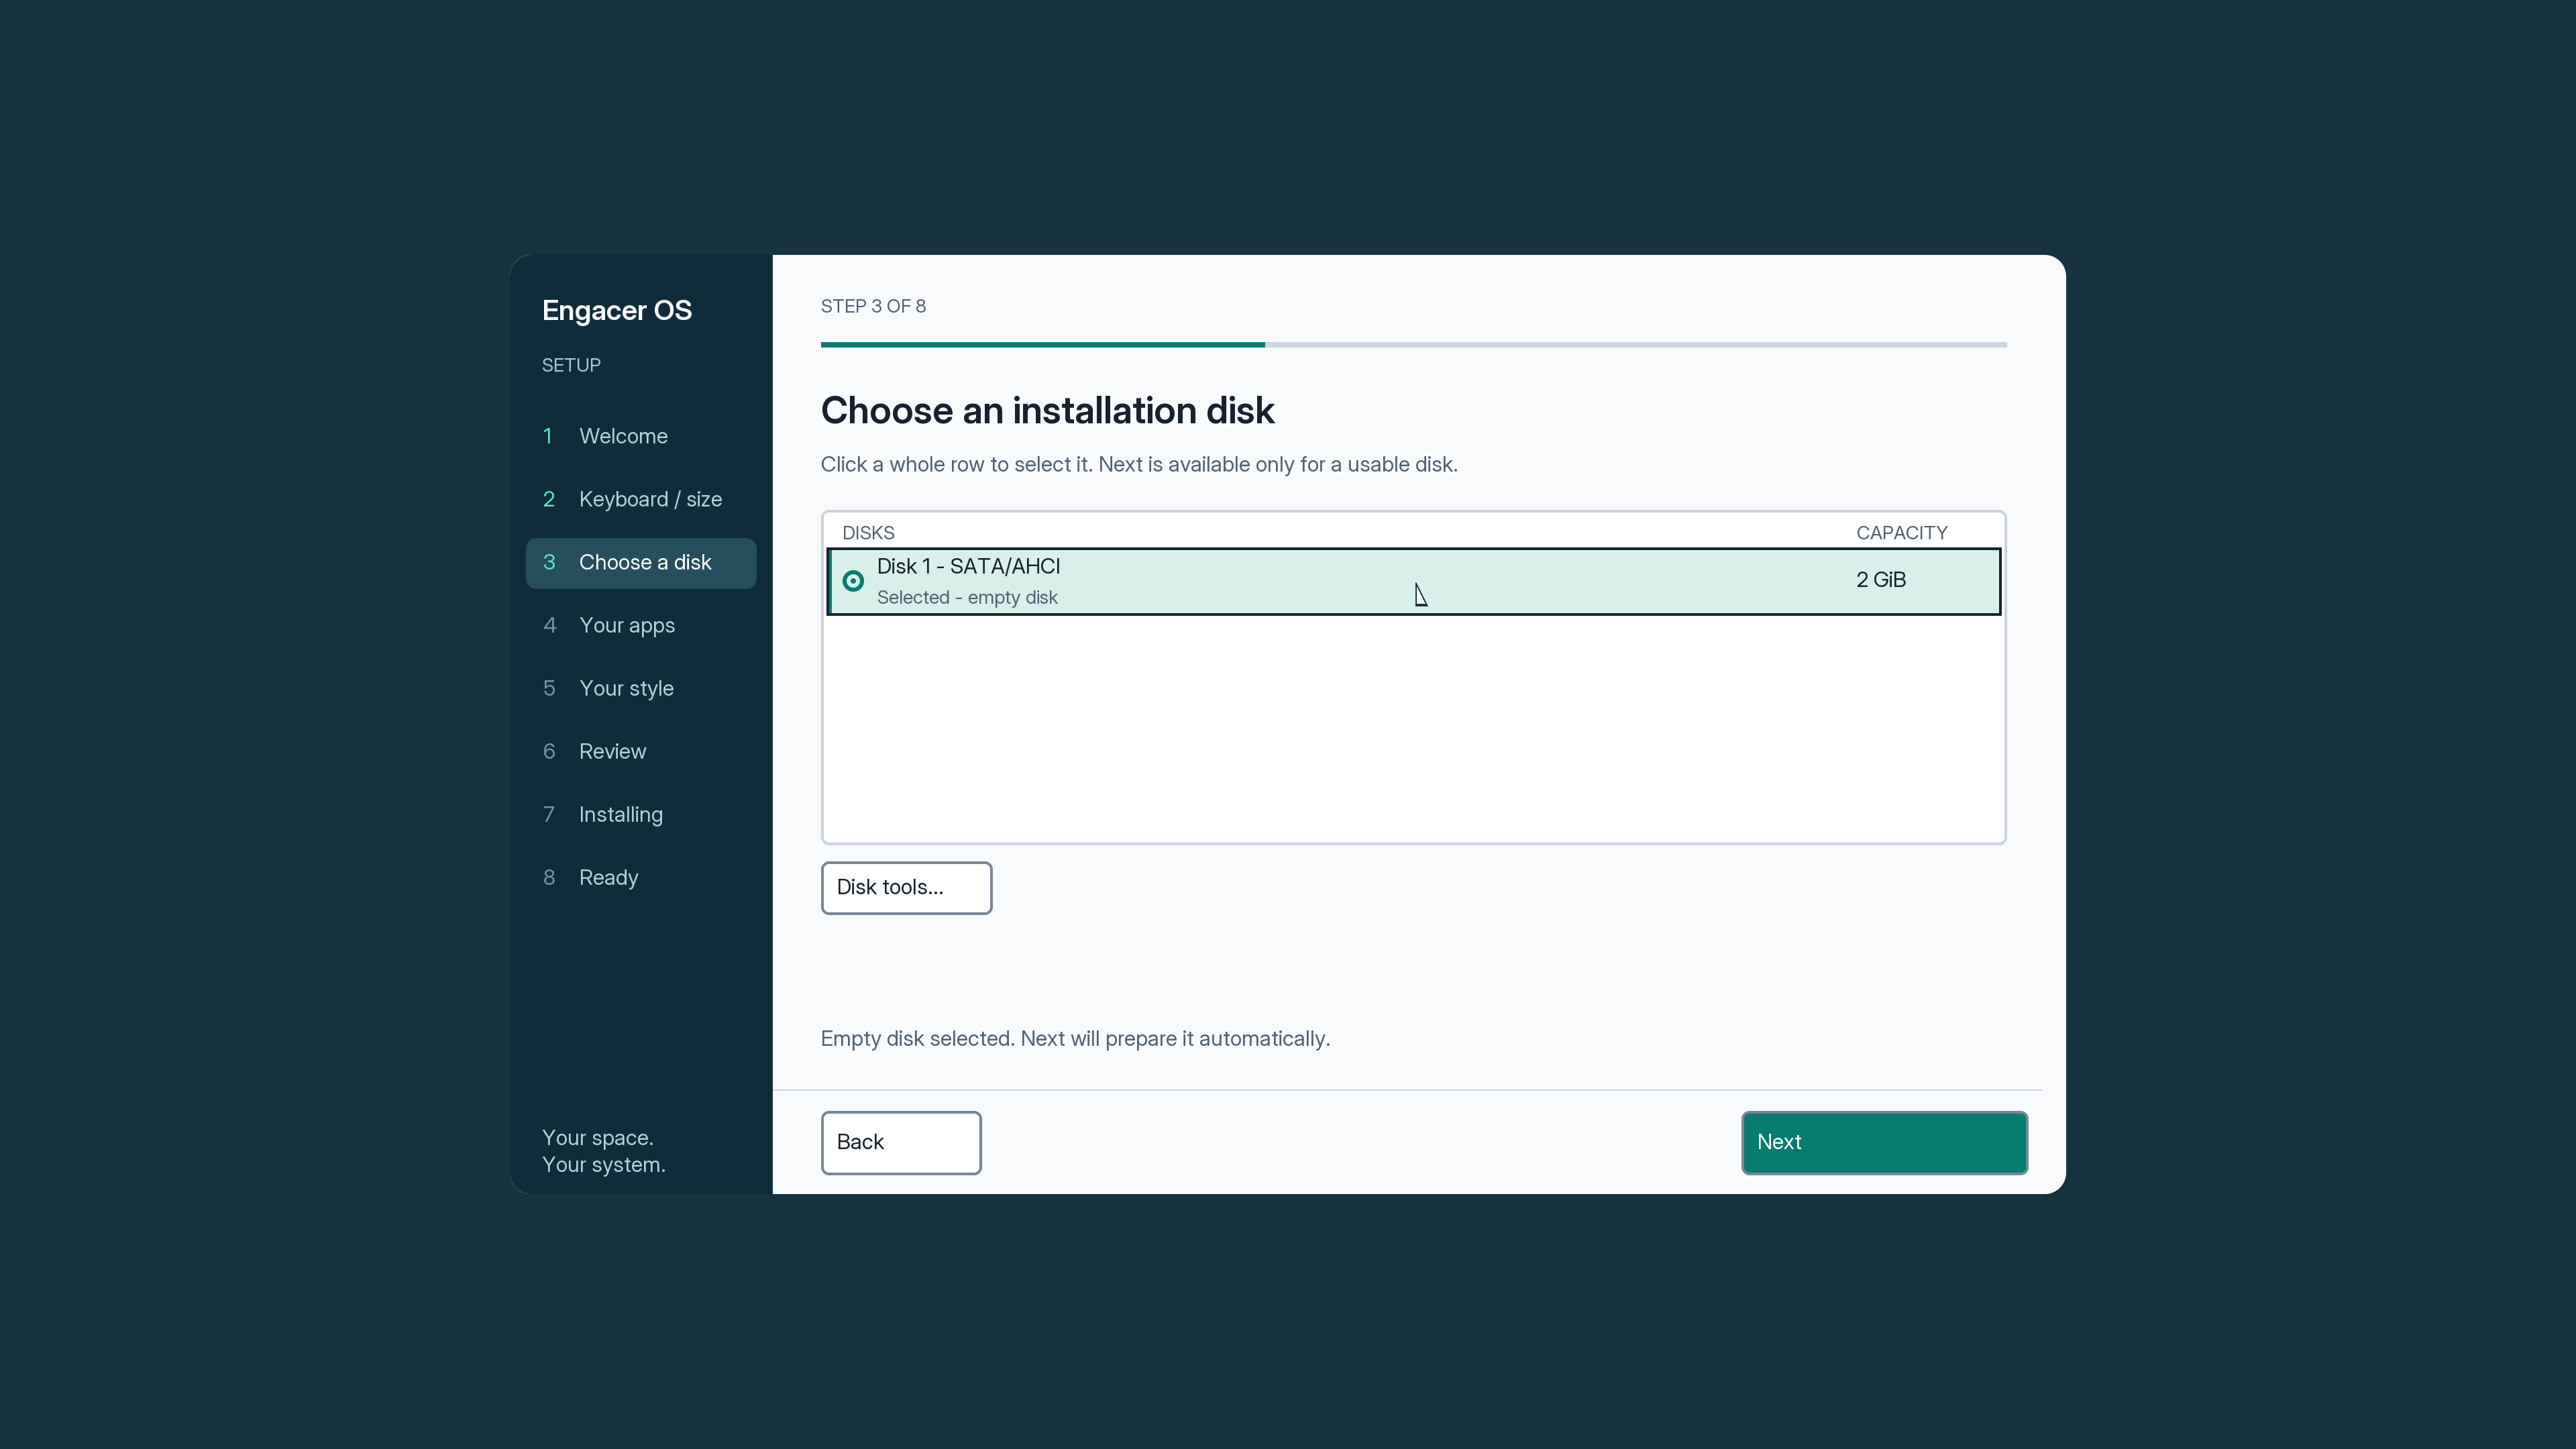 Engacer OS
SETUP
1 Welcome
2 Keyboard / size
3 Choose a disk
4 Your apps
5 Your style
6 Review
7 Installing
8 Ready
Your space.
Your system.
STEP 3 OF 8
Choose an installation disk
Click a whole row to select it. Next is available only for a usable disk.
DISKS CAPACITY
Disk 1 - SATA/AHCI
Selected - empty disk
2 GiB
Disk tools...
Empty disk selected. Next will prepare it automatically.
Back
Next